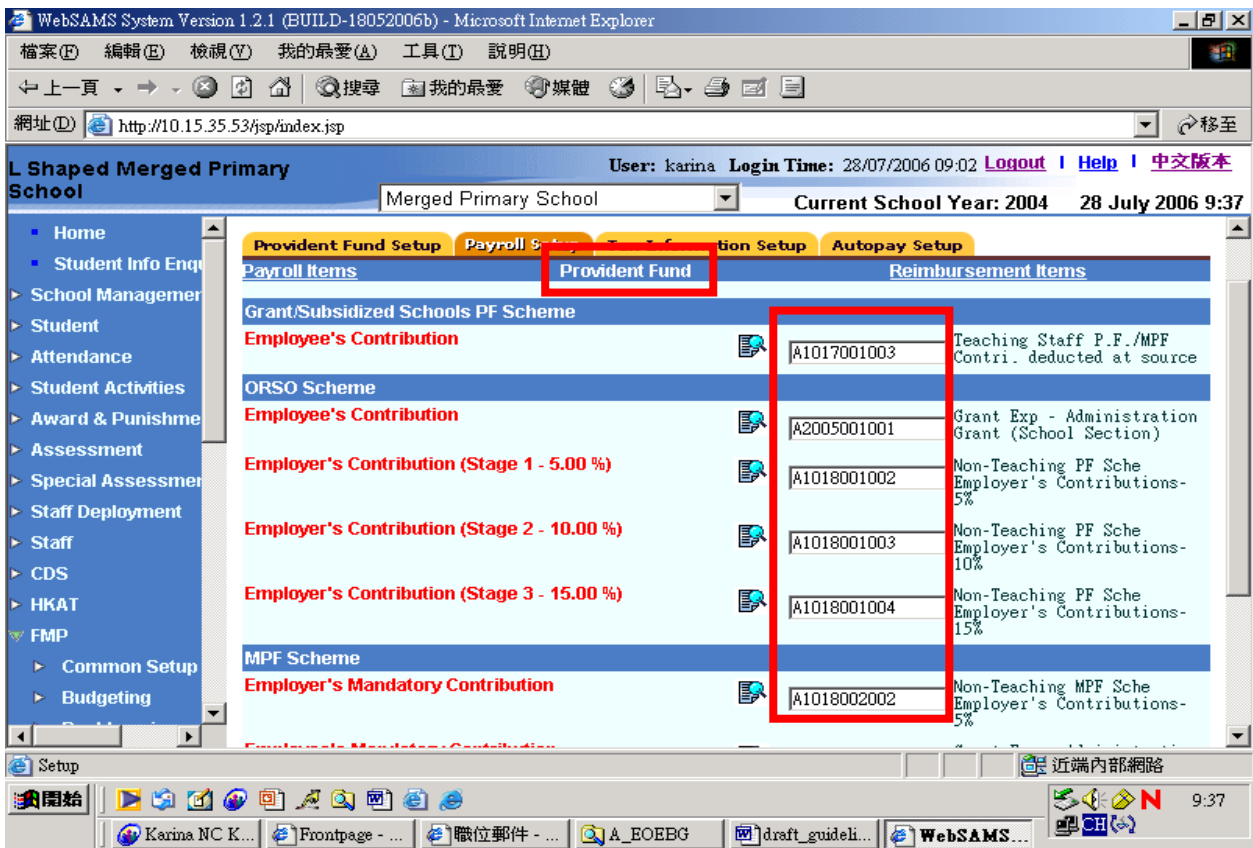 WebSAMS System Version 1.2.1 (BUILD-18052006b) - Microsoft Internet Explorer
檔案(F) 編輯(E) 檢視(V) 我的最愛(A) 工具(T) 說明(H)
上一頁 搜尋 我的最愛 媒體
網址(D) http://10.15.35.53/jsp/index.jsp 移至
L Shaped Merged Primary School
User: karina Login Time: 28/07/2006 09:02 Logout | Help | 中文版本
Merged Primary School
Current School Year: 2004 28 July 2006 9:37
Home
Student Info Enqu
School Managemer
Student
Attendance
Student Activities
Award & Punishme
Assessment
Special Assessmer
Staff Deployment
Staff
CDS
HKAT
FMP
Common Setup
Budgeting
Provident Fund Setup Payroll Setup Tax Information Setup Autopay Setup
Payroll Items Provident Fund Reimbursement Items
Grant/Subsidized Schools PF Scheme
Employee's Contribution A1017001003 Teaching Staff P.F./MPF
Contri. deducted at source
ORSO Scheme
Employee's Contribution A2005001001 Grant Exp - Administration
Grant (School Section)
Employer's Contribution (Stage 1 - 5.00 %) A1018001002 Non-Teaching PF Sche
Employer's Contributions-
5%
Employer's Contribution (Stage 2 - 10.00 %) A1018001003 Non-Teaching PF Sche
Employer's Contributions-
10%
Employer's Contribution (Stage 3 - 15.00 %) A1018001004 Non-Teaching PF Sche
Employer's Contributions-
15%
MPF Scheme
Employer's Mandatory Contribution A1018002002 Non-Teaching MPF Sche
Employer's Contributions-
5%
Setup 近端內部網路
開始 9:37
CH
Karina NC K... Frontpage - ... 職位郵件 - ... A_EOEBG draft_guideli... WebSAMS...